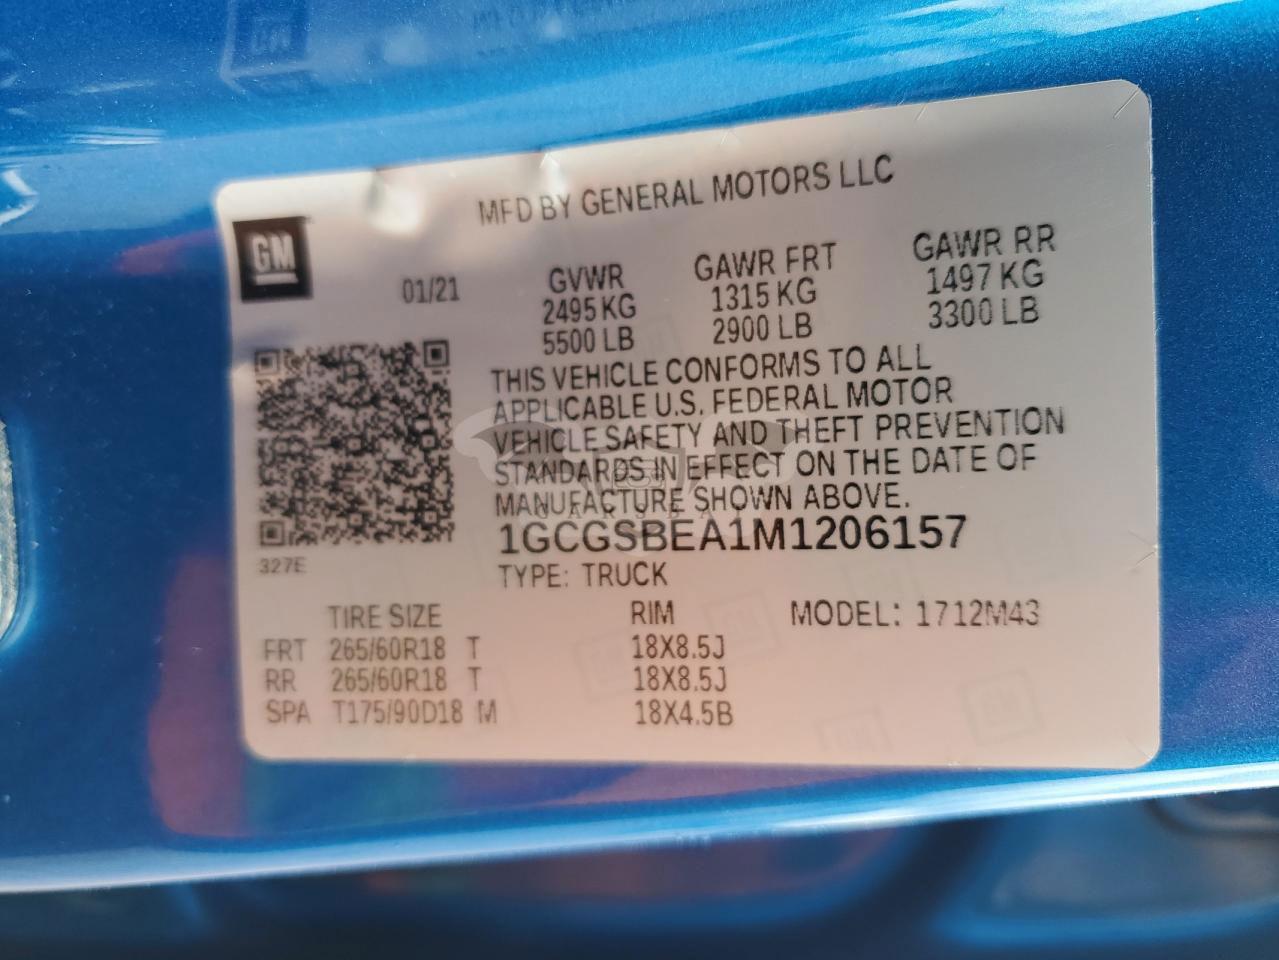 MFD BY GENERAL MOTORS LLC
GM
01/21
GVWR
2495 KG
5500 LB
GAWR FRT
1315 KG
2900 LB
GAWR RR
1497 KG
3300 LB
THIS VEHICLE CONFORMS TO ALL
APPLICABLE U.S. FEDERAL MOTOR
VEHICLE SAFETY AND THEFT PREVENTION
STANDARDS IN EFFECT ON THE DATE OF
MANUFACTURE SHOWN ABOVE.
1GCGSBEA1M1206157
327E
TYPE: TRUCK
TIRE SIZE RIM MODEL: 1712M43
FRT 265/60R18 T 18X8.5J
RR 265/60R18 T 18X8.5J
SPA T175/90D18 M 18X4.5B